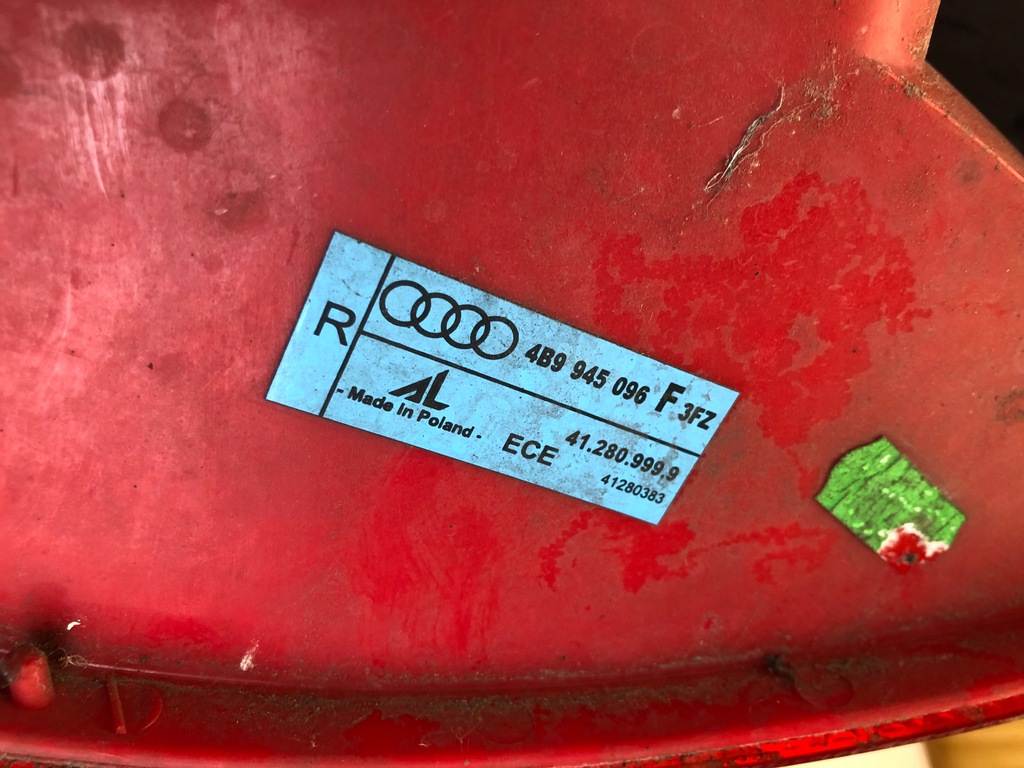 R
4B9 945 096 F 3FZ
AL
- Made in Poland -
ECE
41.280.999,9
41280383